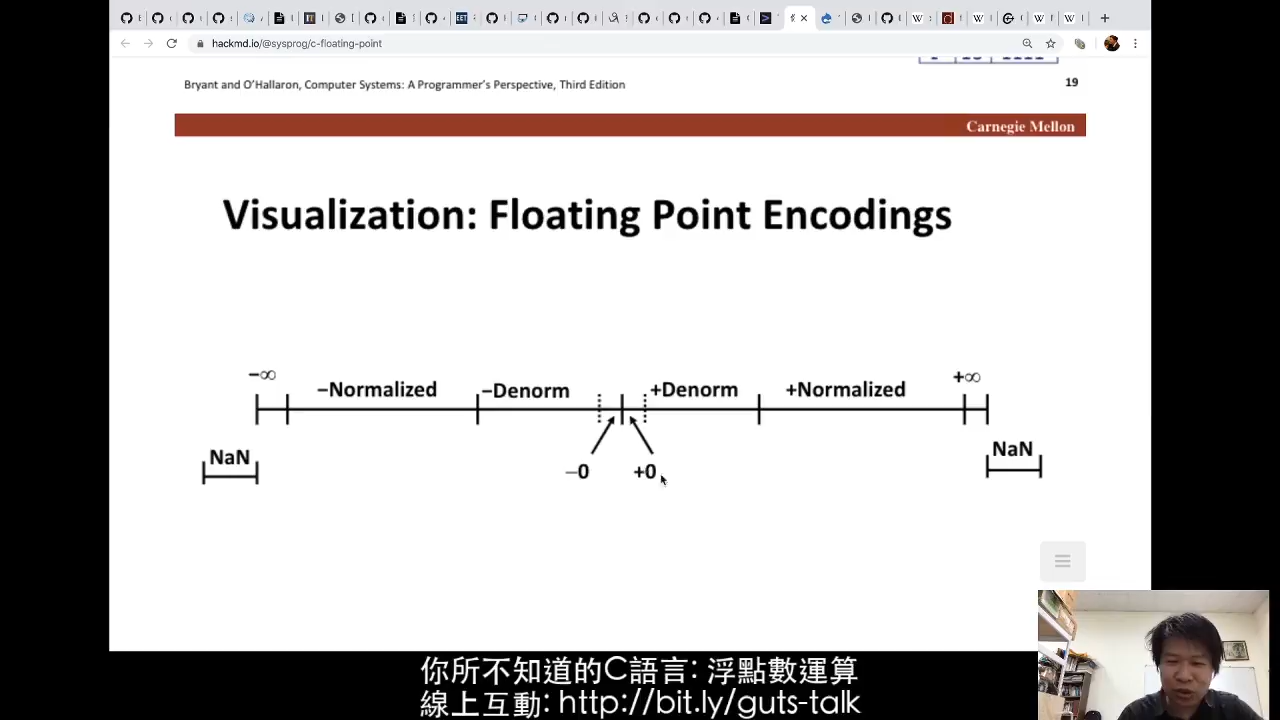 hackmd.io/@sysprog/c-floating-point
Bryant and O'Hallaron, Computer Systems: A Programmer's Perspective, Third Edition
19
Carnegie Mellon
Visualization: Floating Point Encodings
−∞
−Normalized
−Denorm
+Denorm
+Normalized
+∞
NaN
−0
+0
NaN
你所不知道的C語言: 浮點數運算
線上互動: http://bit.ly/guts-talk